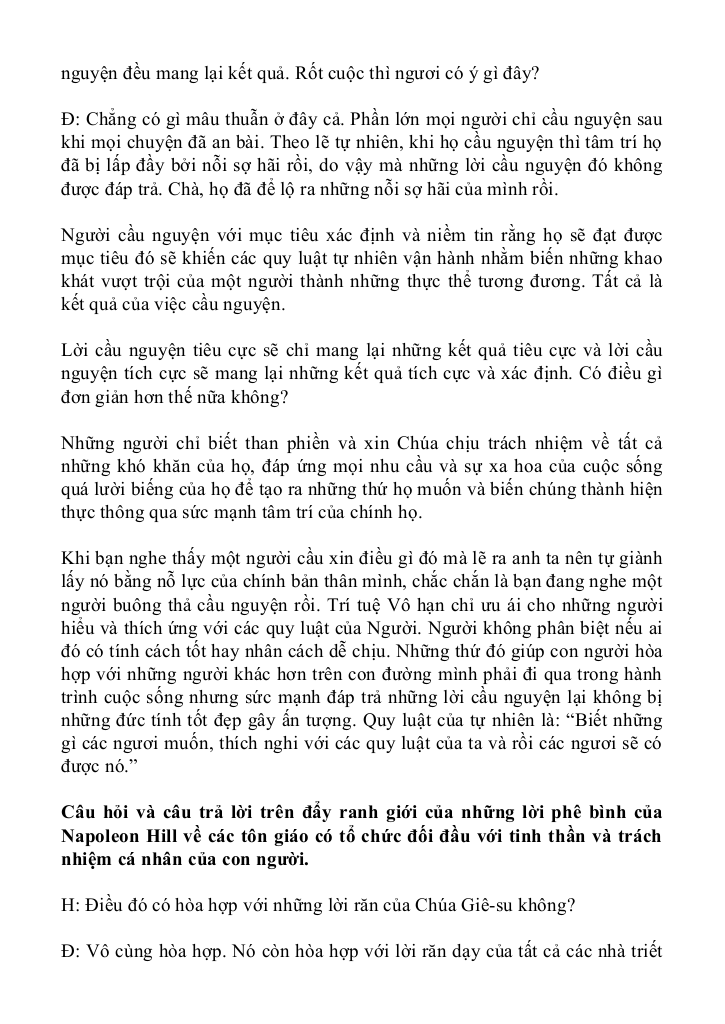 nguyện đều mang lại kết quả. Rốt cuộc thì ngươi có ý gì đây?
Đ: Chẳng có gì mâu thuẫn ở đây cả. Phần lớn mọi người chỉ cầu nguyện sau
khi mọi chuyện đã an bài. Theo lẽ tự nhiên, khi họ cầu nguyện thì tâm trí họ
đã bị lấp đầy bởi nỗi sợ hãi rồi, do vậy mà những lời cầu nguyện đó không
được đáp trả. Chà, họ đã để lộ ra những nỗi sợ hãi của mình rồi.
Người cầu nguyện với mục tiêu xác định và niềm tin rằng họ sẽ đạt được
mục tiêu đó sẽ khiến các quy luật tự nhiên vận hành nhằm biến những khao
khát vượt trội của một người thành những thực thể tương đương. Tất cả là
kết quả của việc cầu nguyện.
Lời cầu nguyện tiêu cực sẽ chỉ mang lại những kết quả tiêu cực và lời cầu
nguyện tích cực sẽ mang lại những kết quả tích cực và xác định. Có điều gì
đơn giản hơn thế nữa không?
Những người chỉ biết than phiền và xin Chúa chịu trách nhiệm về tất cả
những khó khăn của họ, đáp ứng mọi nhu cầu và sự xa hoa của cuộc sống
quá lười biếng của họ để tạo ra những thứ họ muốn và biến chúng thành hiện
thực thông qua sức mạnh tâm trí của chính họ.
Khi bạn nghe thấy một người cầu xin điều gì đó mà lẽ ra anh ta nên tự giành
lấy nó bằng nỗ lực của chính bản thân mình, chắc chắn là bạn đang nghe một
người buông thả cầu nguyện rồi. Trí tuệ Vô hạn chỉ ưu ái cho những người
hiểu và thích ứng với các quy luật của Người. Người không phân biệt nếu ai
đó có tính cách tốt hay nhân cách dễ chịu. Những thứ đó giúp con người hòa
hợp với những người khác hơn trên con đường mình phải đi qua trong hành
trình cuộc sống nhưng sức mạnh đáp trả những lời cầu nguyện lại không bị
những đức tính tốt đẹp gây ấn tượng. Quy luật của tự nhiên là: “Biết những
gì các ngươi muốn, thích nghi với các quy luật của ta và rồi các ngươi sẽ có
được nó.”
Câu hỏi và câu trả lời trên đẩy ranh giới của những lời phê bình của
Napoleon Hill về các tôn giáo có tổ chức đối đầu với tinh thần và trách
nhiệm cá nhân của con người.
H: Điều đó có hòa hợp với những lời răn của Chúa Giê-su không?
Đ: Vô cùng hòa hợp. Nó còn hòa hợp với lời răn dạy của tất cả các nhà triết